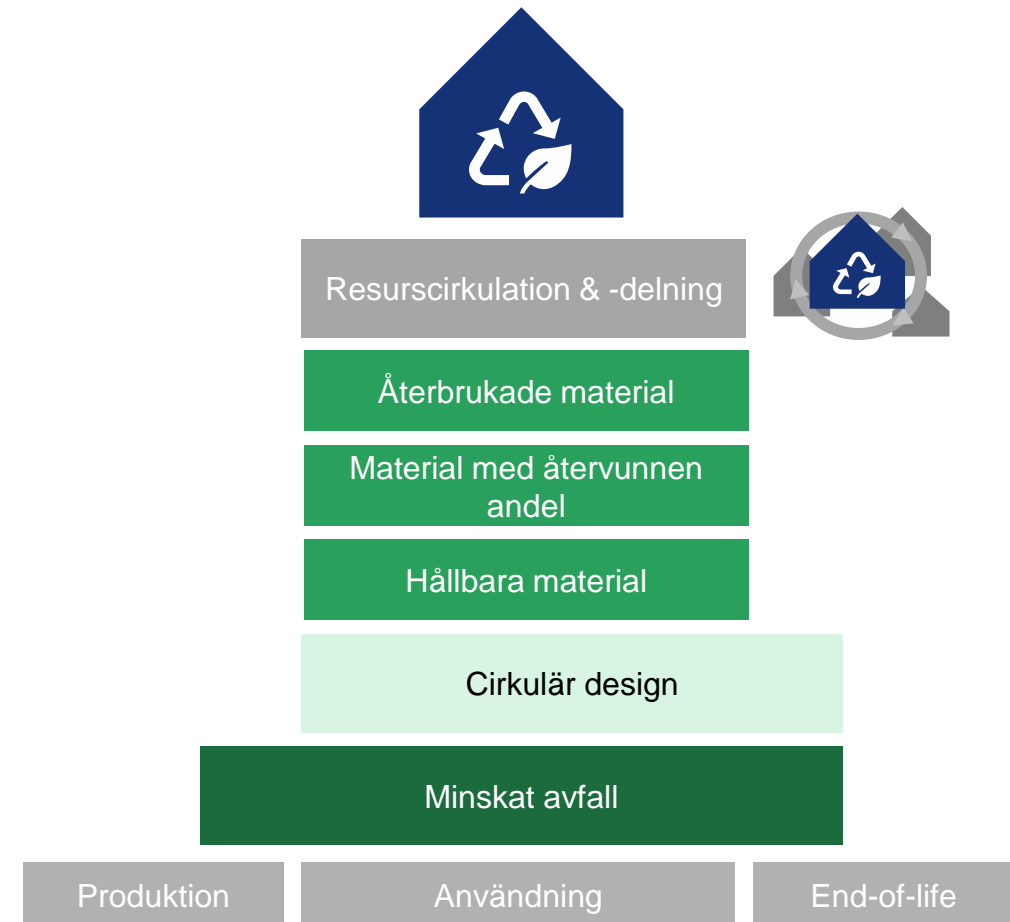 Resurscirkulation & -delning
Återbrukade material
Material med återvunnen
andel
Hållbara material
Cirkulär design
Minskat avfall
Produktion
Användning
End-of-life